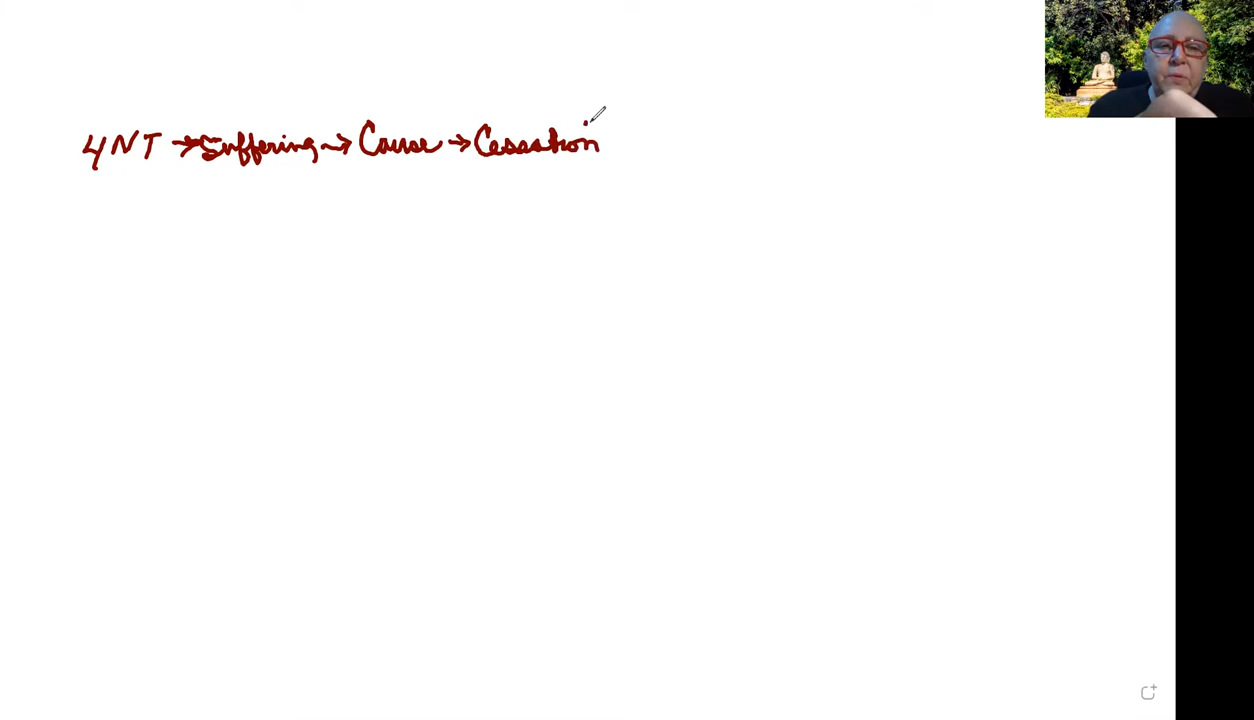 4NT → Suffering → Cause → Cessation